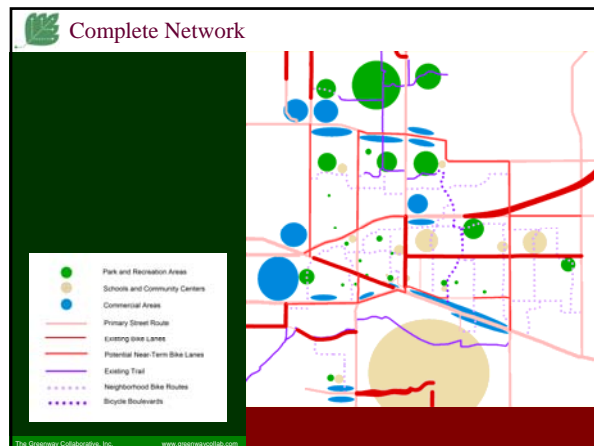 Complete Network
Park and Recreation Areas
Schools and Community Centers
Commercial Areas
Primary Street Route
Existing Bike Lanes
Potential Near-Term Bike Lanes
Existing Trail
Neighborhood Bike Routes
Bicycle Boulevards
The Greenway Collaborative, Inc. www.greenwaycollab.com